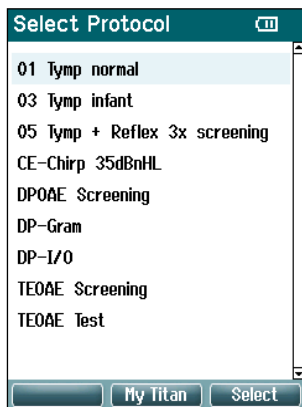 Select Protocol
01 Tymp normal
03 Tymp infant
05 Tymp + Reflex 3x screening
CE-Chirp 35dBnHL
DPOAE Screening
DP-Gram
DP-I/O
TEOAE Screening
TEOAE Test
My Titan Select